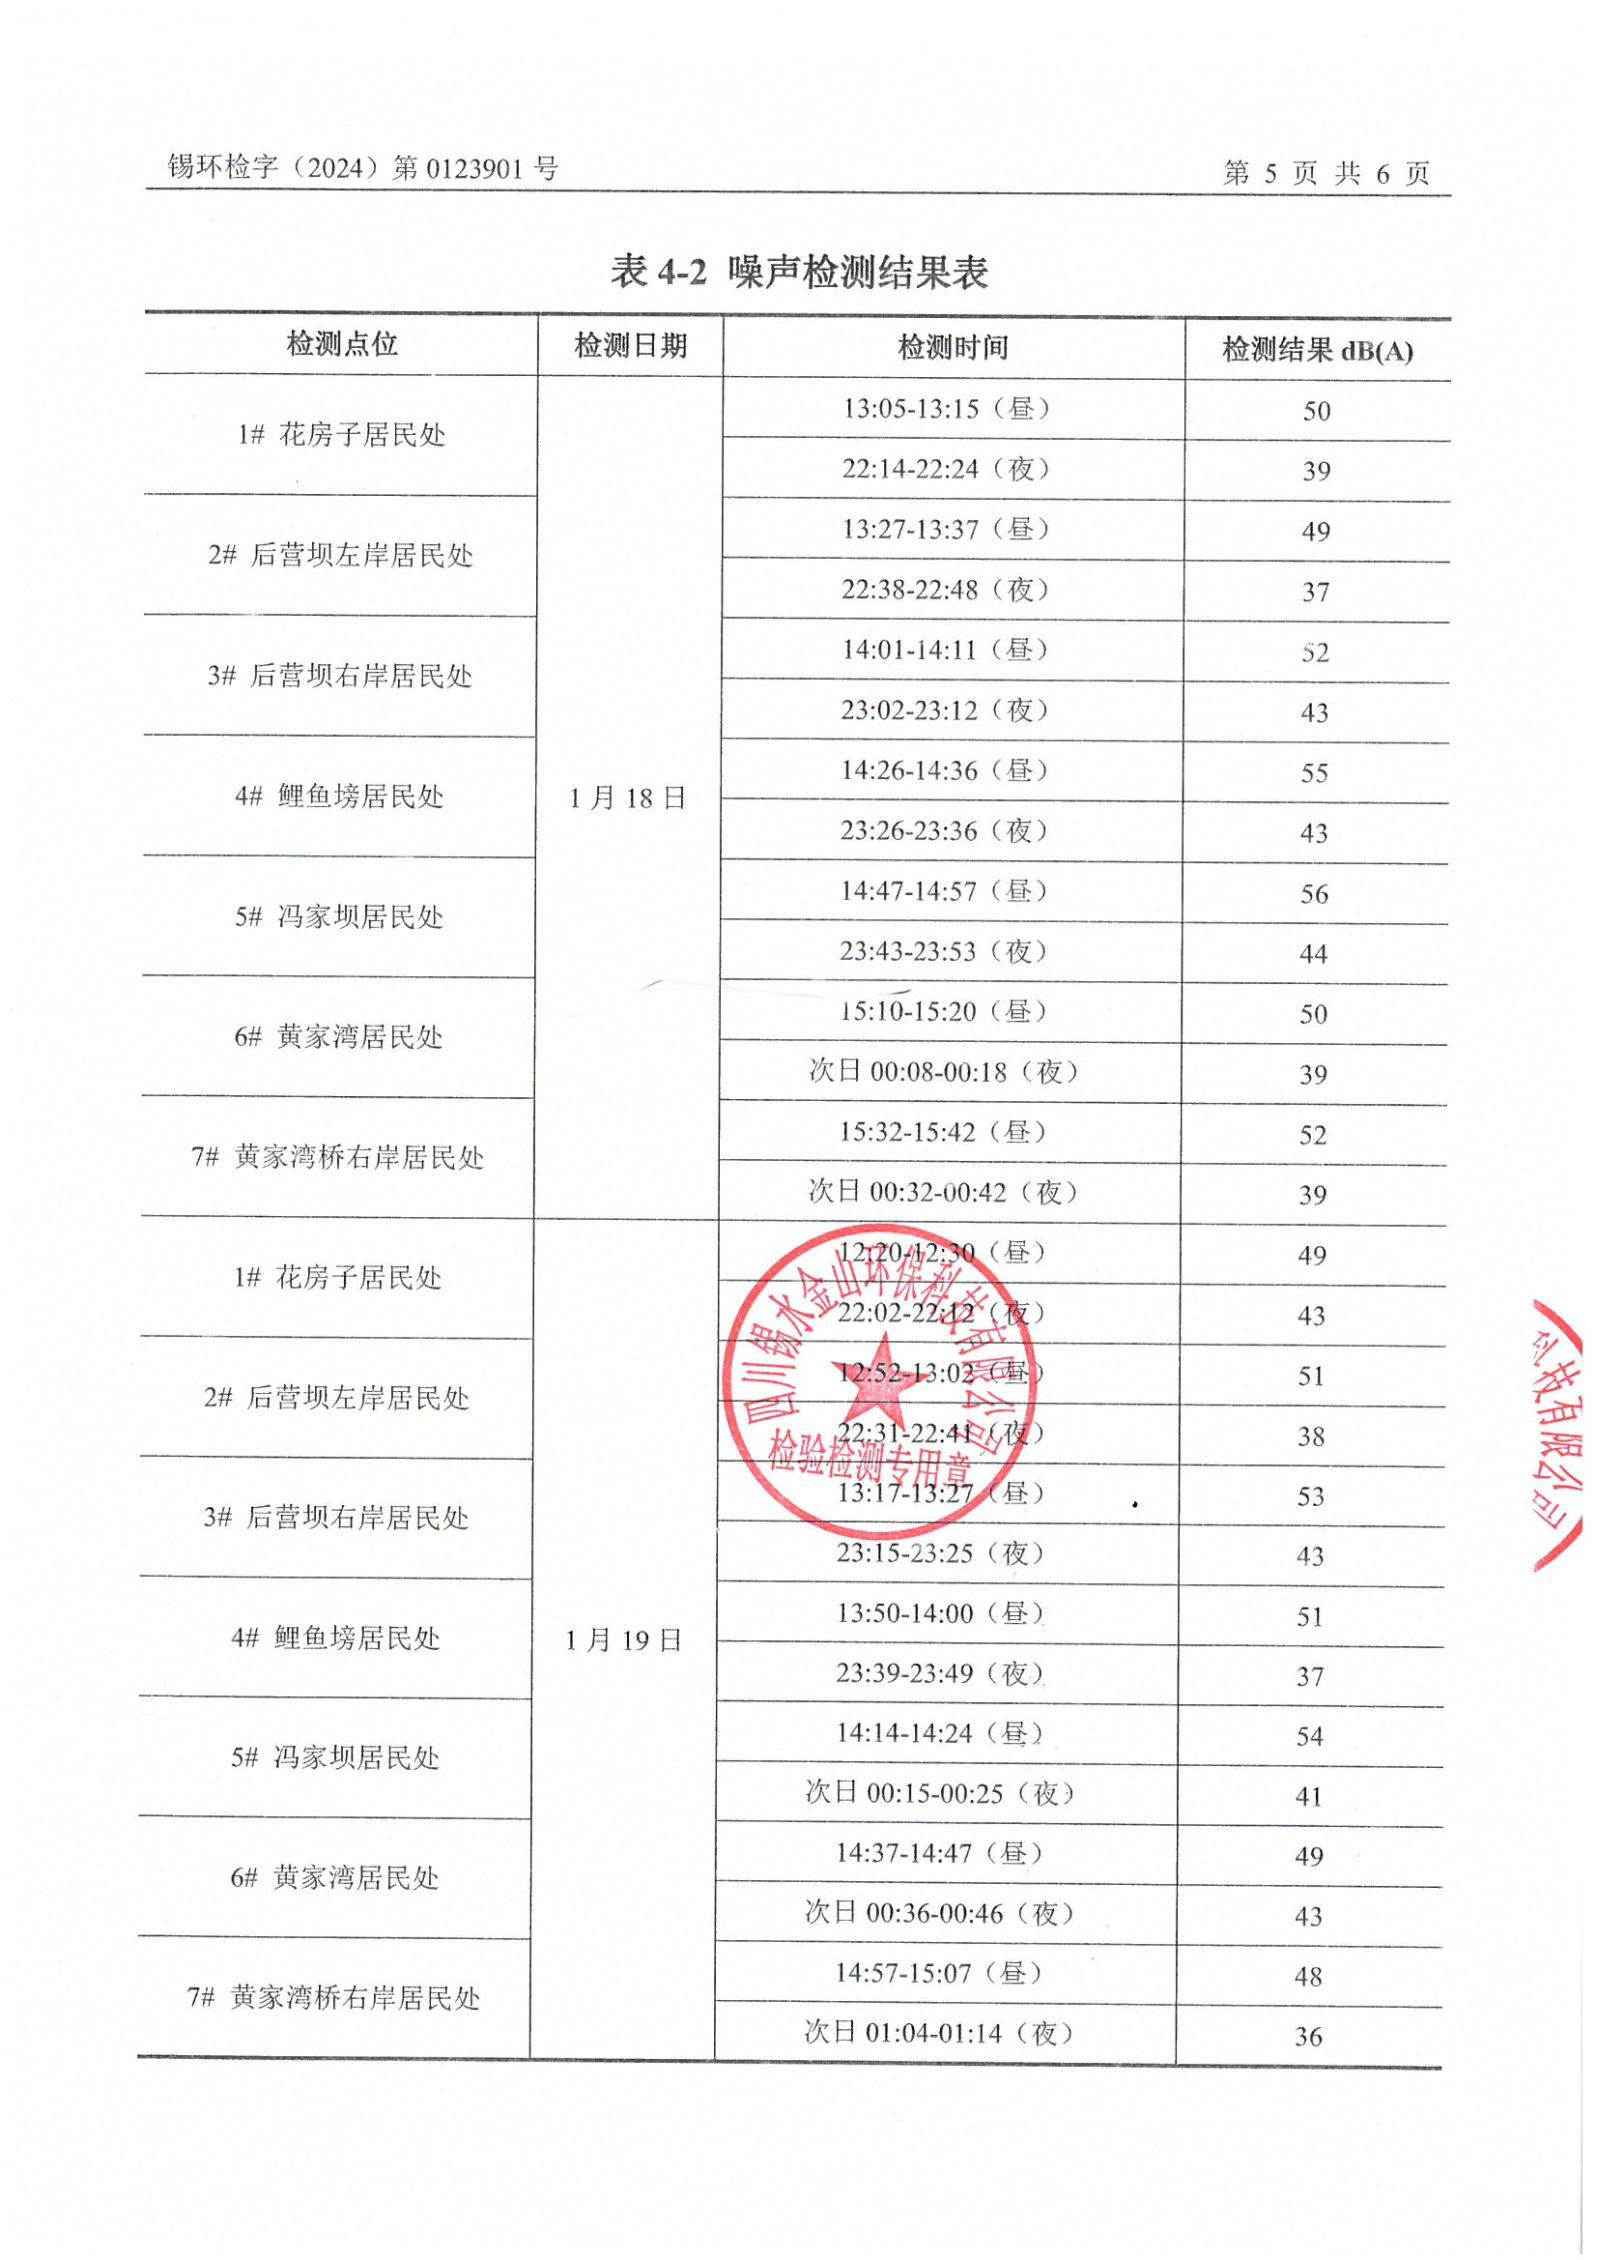 锡环检字（2024）第 0123901 号
第 5 页 共 6 页
表 4-2 噪声检测结果表
检测点位 检测日期 检测时间 检测结果 dB(A)
1# 花房子居民处 1 月 18 日 13:05-13:15（昼） 50
22:14-22:24（夜） 39
2# 后营坝左岸居民处 13:27-13:37（昼） 49
22:38-22:48（夜） 37
3# 后营坝右岸居民处 14:01-14:11（昼） 52
23:02-23:12（夜） 43
4# 鲤鱼塝居民处 14:26-14:36（昼） 55
23:26-23:36（夜） 43
5# 冯家坝居民处 14:47-14:57（昼） 56
23:43-23:53（夜） 44
6# 黄家湾居民处 15:10-15:20（昼） 50
次日 00:08-00:18（夜） 39
7# 黄家湾桥右岸居民处 15:32-15:42（昼） 52
次日 00:32-00:42（夜） 39
1# 花房子居民处 1 月 19 日 12:20-12:30（昼） 49
22:02-22:12（夜） 43
2# 后营坝左岸居民处 12:52-13:02（昼） 51
22:31-22:41（夜） 38
3# 后营坝右岸居民处 13:17-13:27（昼） 53
23:15-23:25（夜） 43
4# 鲤鱼塝居民处 13:50-14:00（昼） 51
23:39-23:49（夜） 37
5# 冯家坝居民处 14:14-14:24（昼） 54
次日 00:15-00:25（夜） 41
6# 黄家湾居民处 14:37-14:47（昼） 49
次日 00:36-00:46（夜） 43
7# 黄家湾桥右岸居民处 14:57-15:07（昼） 48
次日 01:04-01:14（夜） 36
四川锡水金山环保科技有限公司
检验检测专用章
科技有限公司